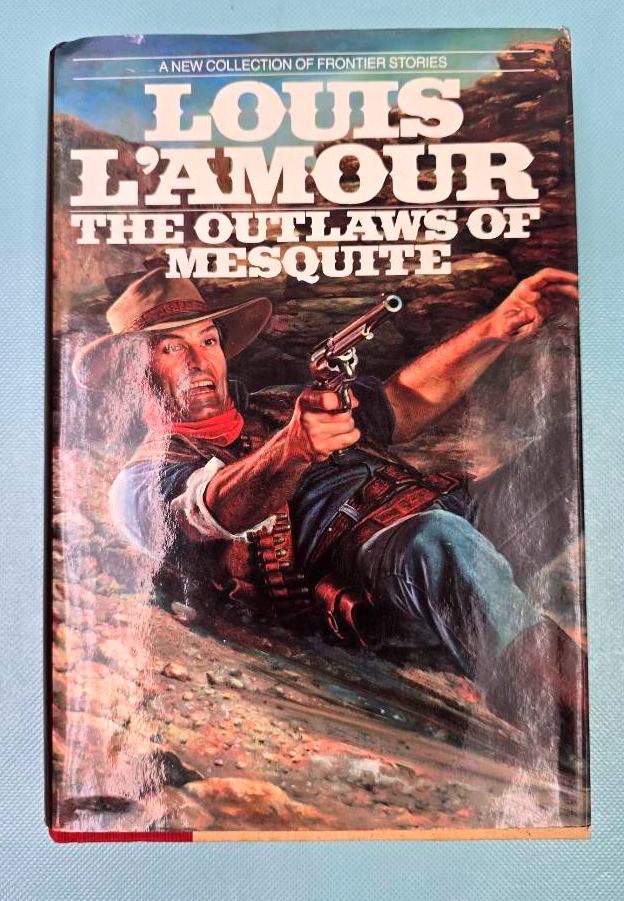 A NEW COLLECTION OF FRONTIER STORIES
LOUIS
L'AMOUR
THE OUTLAWS OF
MESQUITE